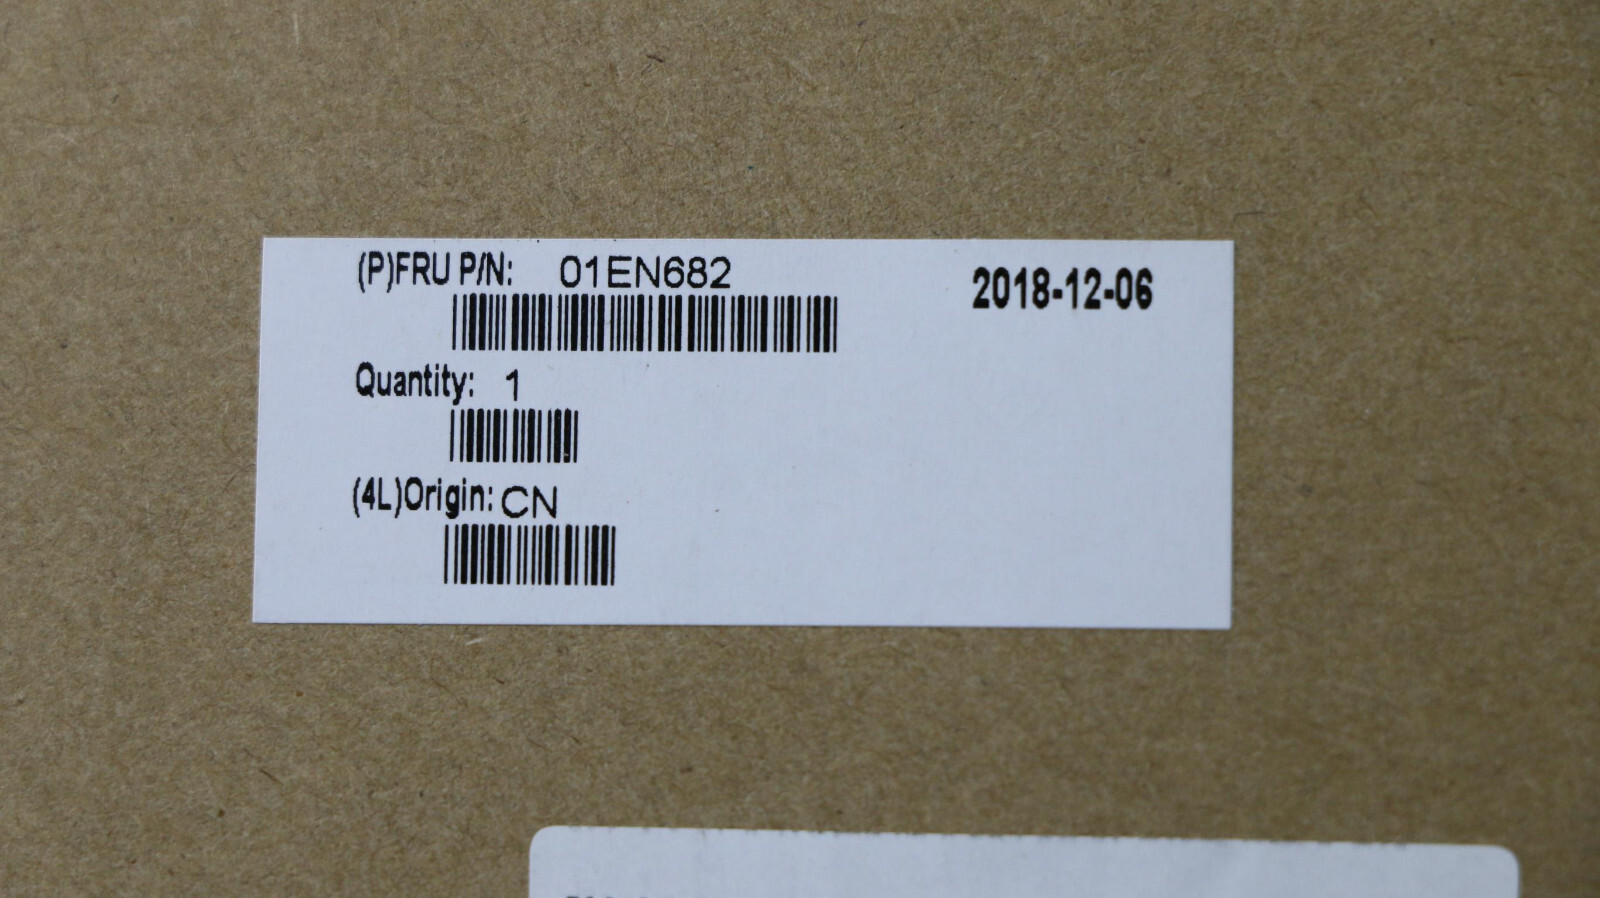 (P)FRU P/N: 01EN682 2018-12-06
Quantity: 1
(4L)Origin: CN